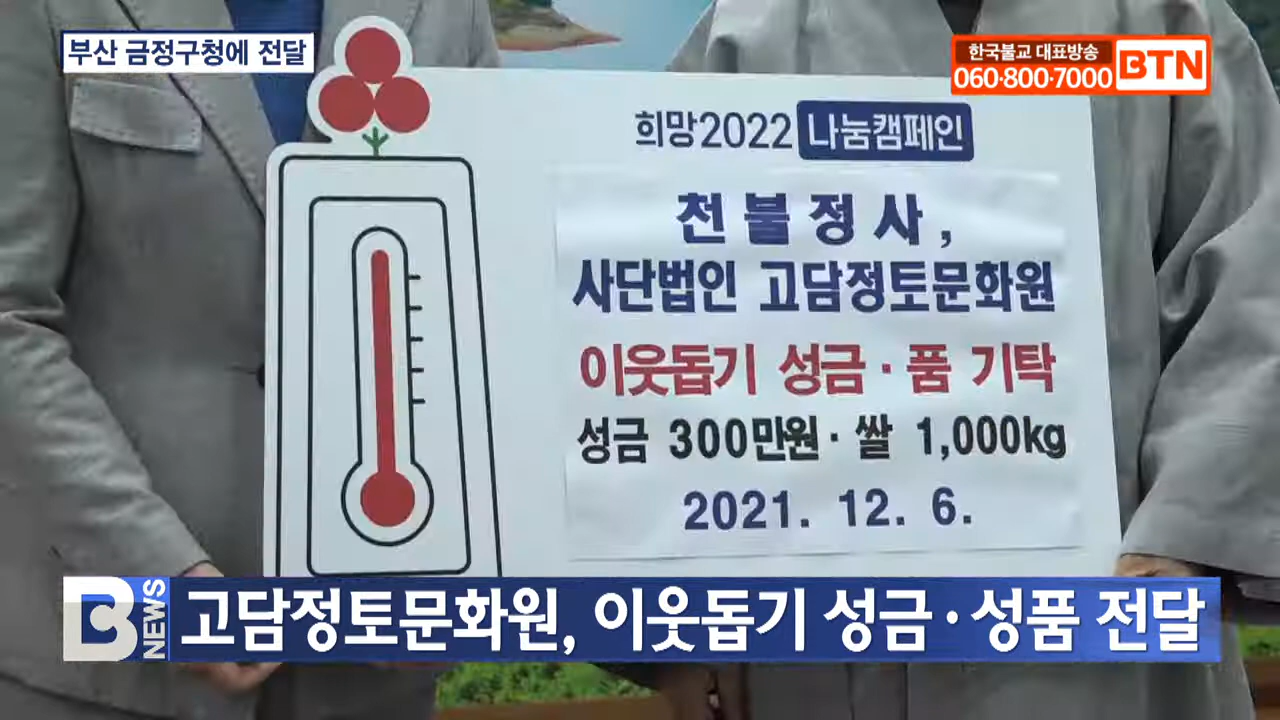 부산 금정구청에 전달
한국불교 대표방송
060·800·7000 BTN
희망2022 나눔캠페인
천불정사,
사단법인 고담정토문화원
이웃돕기 성금·품 기탁
성금 300만원·쌀 1,000kg
2021. 12. 6.
B NEWS
고담정토문화원, 이웃돕기 성금·성품 전달